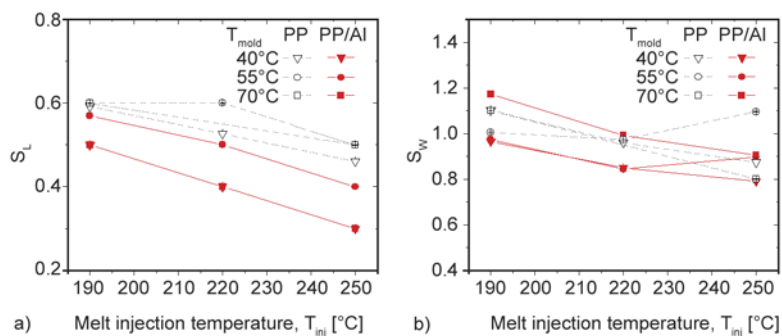 0.8
0.6
0.4
0.2
S_L
T_mold PP PP/Al
40°C
55°C
70°C
190 200 210 220 230 240 250
a) Melt injection temperature, T_inj [°C]
1.4
1.2
1.0
0.8
0.6
0.4
S_W
T_mold PP PP/Al
40°C
55°C
70°C
190 200 210 220 230 240 250
b) Melt injection temperature, T_inj [°C]